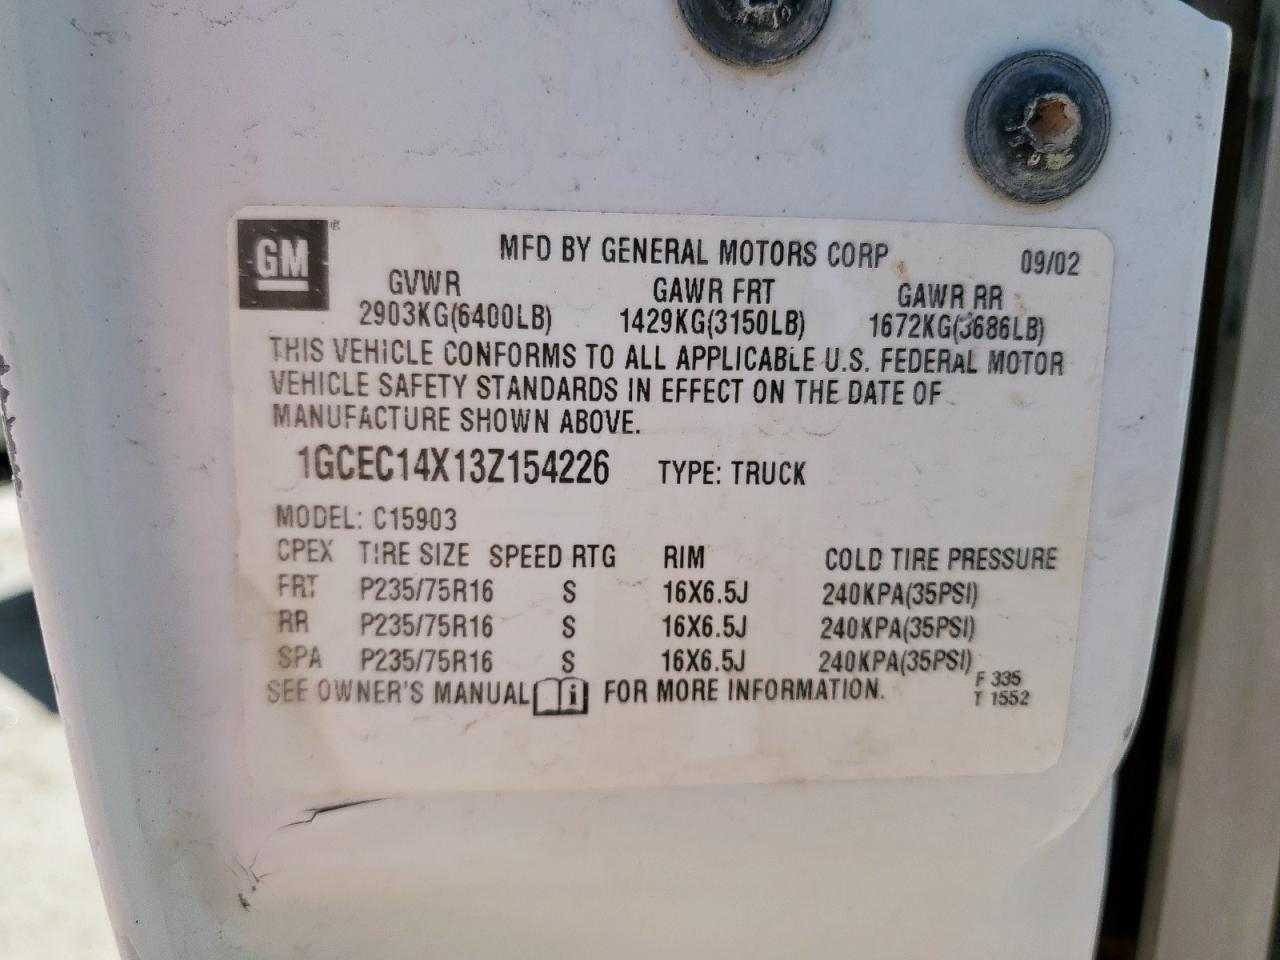 GM ®
MFD BY GENERAL MOTORS CORP 09/02
GVWR GAWR FRT GAWR RR
2903KG(6400LB) 1429KG(3150LB) 1672KG(3686LB)
THIS VEHICLE CONFORMS TO ALL APPLICABLE U.S. FEDERAL MOTOR
VEHICLE SAFETY STANDARDS IN EFFECT ON THE DATE OF
MANUFACTURE SHOWN ABOVE.
1GCEC14X13Z154226 TYPE: TRUCK
MODEL: C15903
CPEX TIRE SIZE SPEED RTG RIM COLD TIRE PRESSURE
FRT P235/75R16 S 16X6.5J 240KPA(35PSI)
RR P235/75R16 S 16X6.5J 240KPA(35PSI)
SPA P235/75R16 S 16X6.5J 240KPA(35PSI)
SEE OWNER'S MANUAL i FOR MORE INFORMATION.
F 335
T 1552